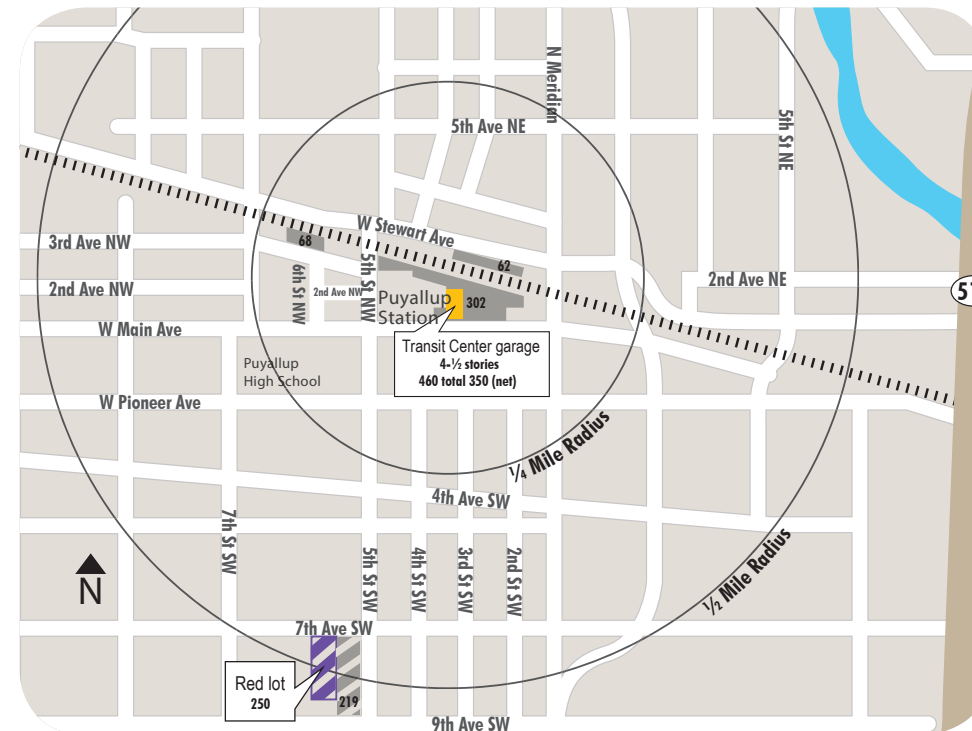 N Meridian
5th Ave NE
5th St NE
W Stewart Ave
3rd Ave NW
68
62
6th St NW
5th St NW
2nd Ave NE
2nd Ave NW
2nd Ave NW
Puyallup
Station
302
W Main Ave
Transit Center garage
4-½ stories
460 total 350 (net)
Puyallup
High School
W Pioneer Ave
¼ Mile Radius
4th Ave SW
7th St SW
5th St SW
4th St SW
3rd St SW
2nd St SW
½ Mile Radius
N
7th Ave SW
Red lot
250
219
9th Ave SW